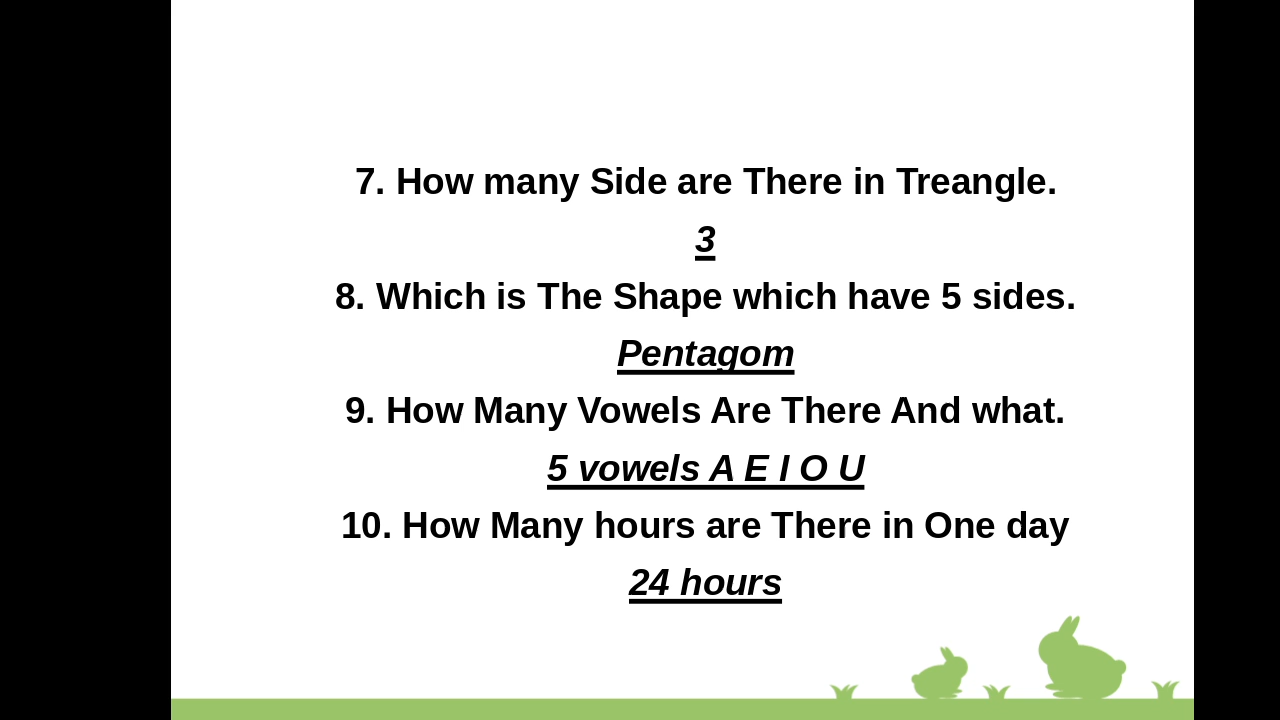 7. How many Side are There in Treangle.
3
8. Which is The Shape which have 5 sides.
Pentagom
9. How Many Vowels Are There And what.
5 vowels A E I O U
10. How Many hours are There in One day
24 hours